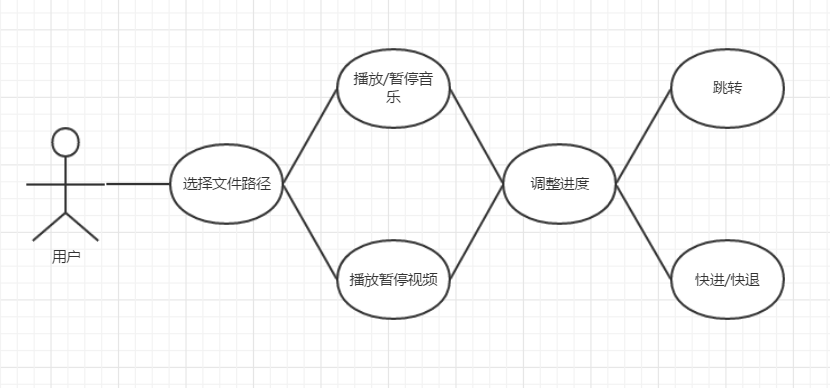 用户
选择文件路径
播放/暂停音
乐
播放暂停视频
调整进度
跳转
快进/快退